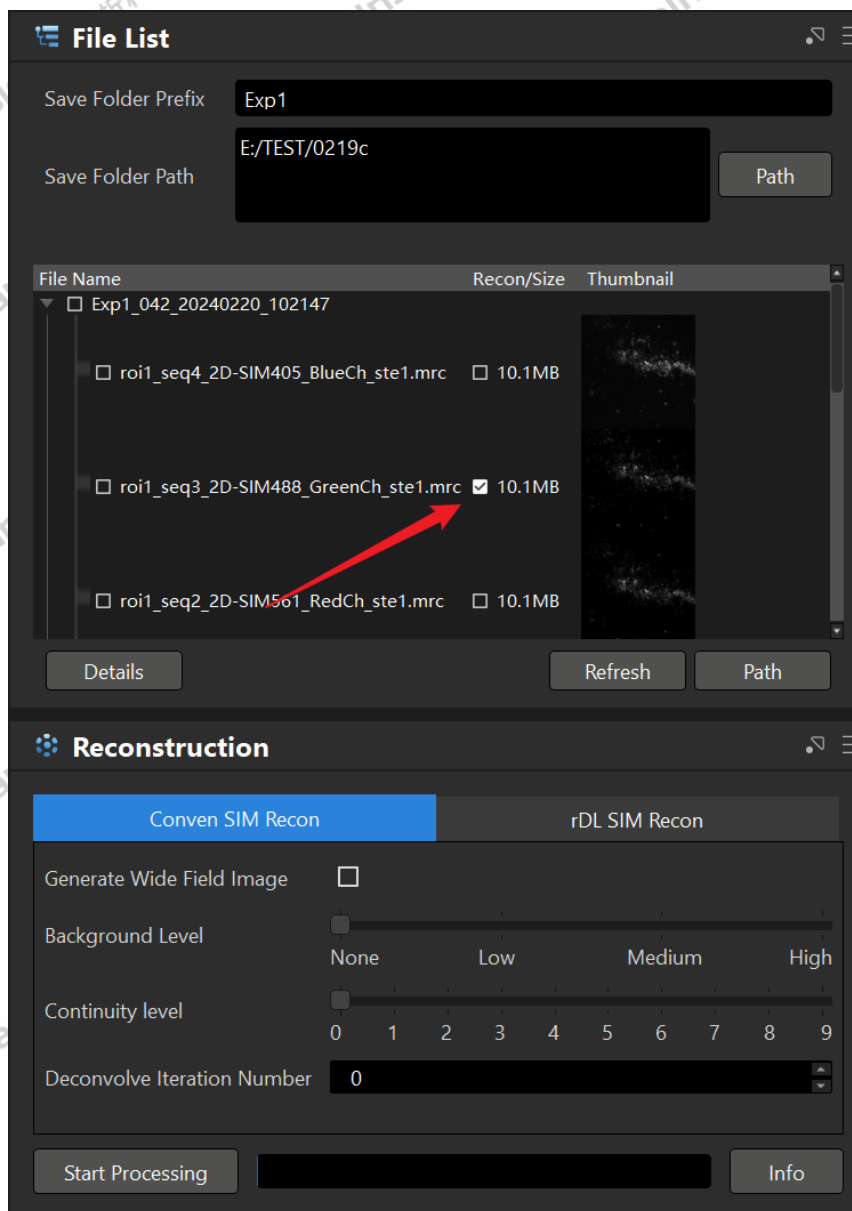 File List
Save Folder Prefix Exp1
E:/TEST/0219c
Save Folder Path Path
File Name Recon/Size Thumbnail
Exp1_042_20240220_102147
roi1_seq4_2D-SIM405_BlueCh_ste1.mrc 10.1MB
roi1_seq3_2D-SIM488_GreenCh_ste1.mrc 10.1MB
roi1_seq2_2D-SIM561_RedCh_ste1.mrc 10.1MB
Details Refresh Path
Reconstruction
Conven SIM Recon rDL SIM Recon
Generate Wide Field Image
Background Level
None Low Medium High
Continuity level
0 1 2 3 4 5 6 7 8 9
Deconvolve Iteration Number 0
Start Processing Info